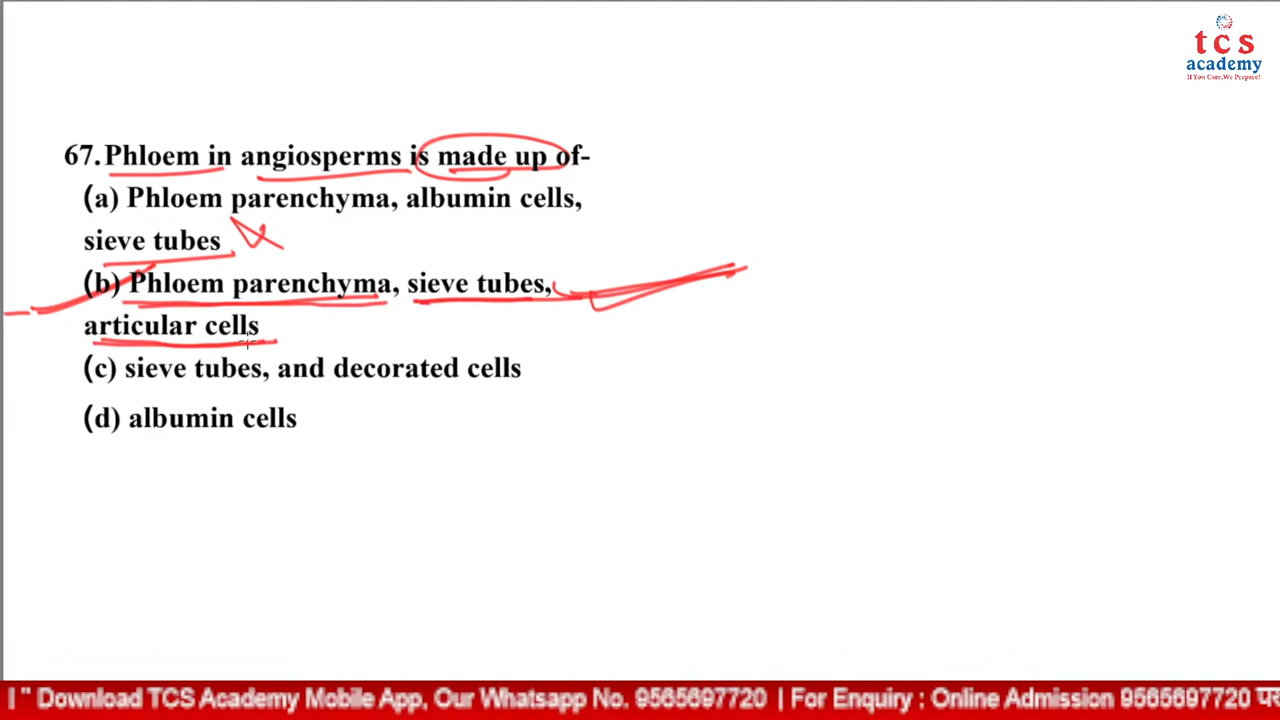 tcs
academy
If You Care,We Prepare!
67.Phloem in angiosperms is made up of-
(a) Phloem parenchyma, albumin cells,
sieve tubes
(b) Phloem parenchyma, sieve tubes,
articular cells
(c) sieve tubes, and decorated cells
(d) albumin cells
| " Download TCS Academy Mobile App, Our Whatsapp No. 9565697720 | For Enquiry : Online Admission 9565697720